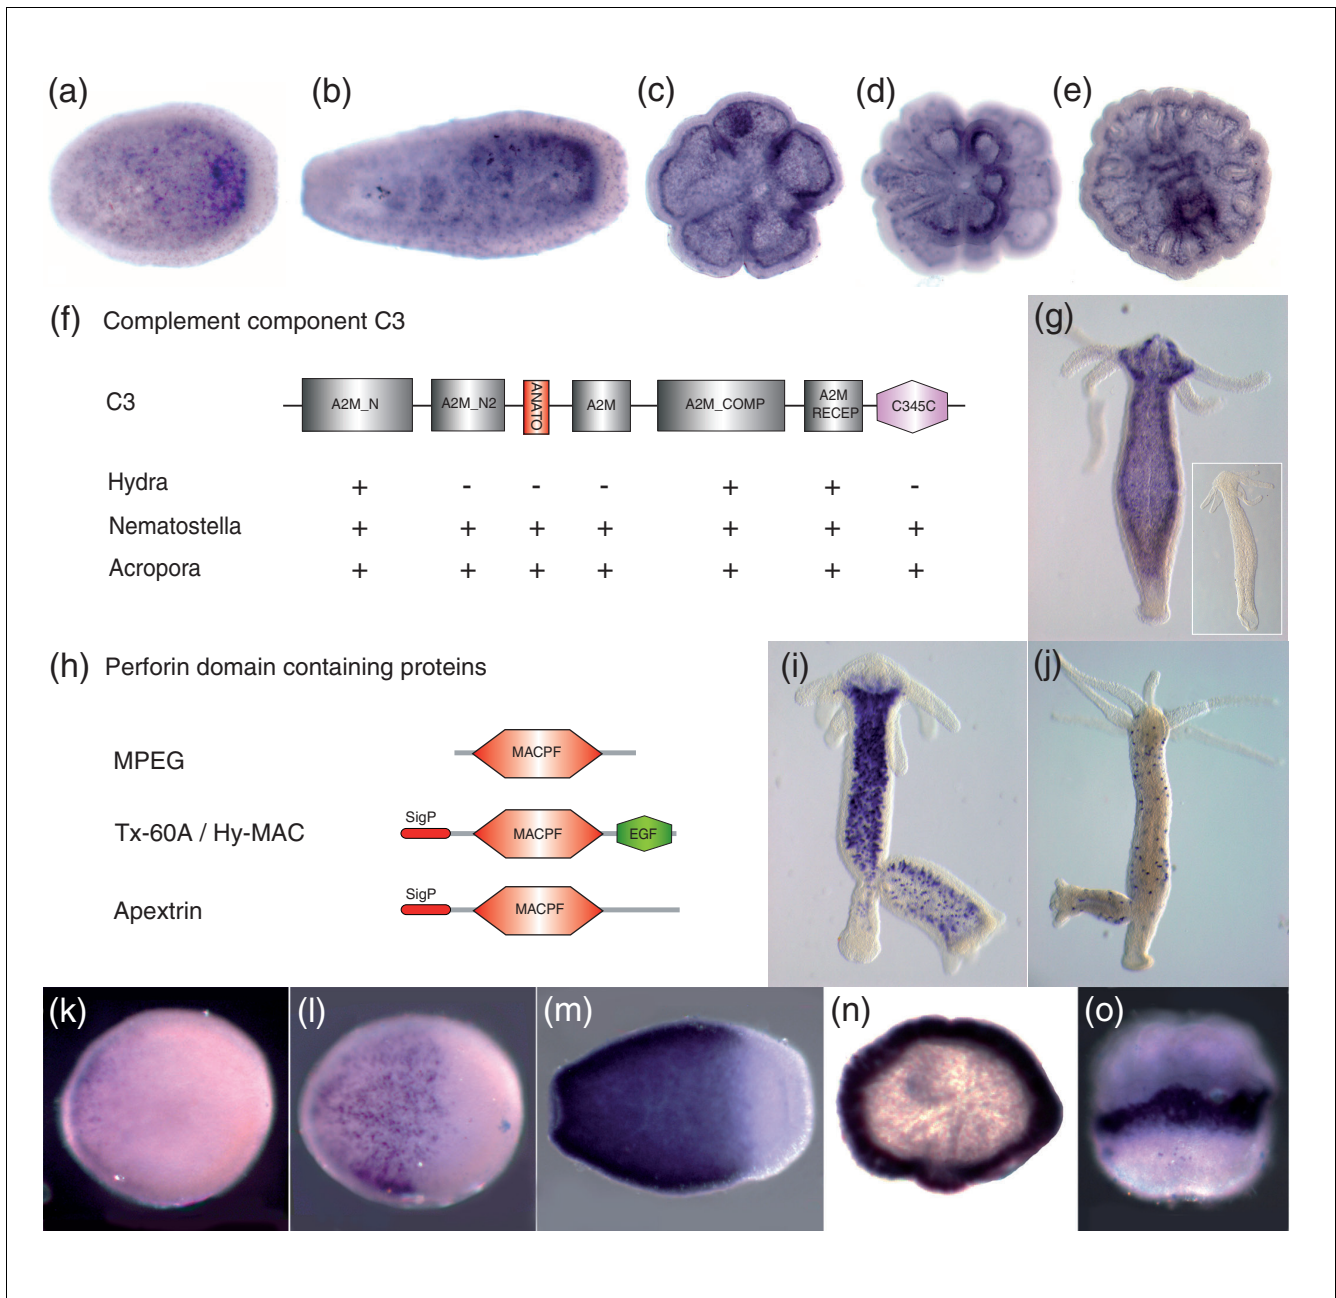 (a) (b) (c) (d) (e)
(f) Complement component C3
(g)
C3 A2M_N A2M_N2 ANATO A2M A2M_COMP A2M RECEP C345C
Hydra + - - - + + -
Nematostella + + + + + + +
Acropora + + + + + + +
(h) Perforin domain containing proteins
(i) (j)
MPEG MACPF
Tx-60A / Hy-MAC SigP MACPF EGF
Apextrin SigP MACPF
(k) (l) (m) (n) (o)